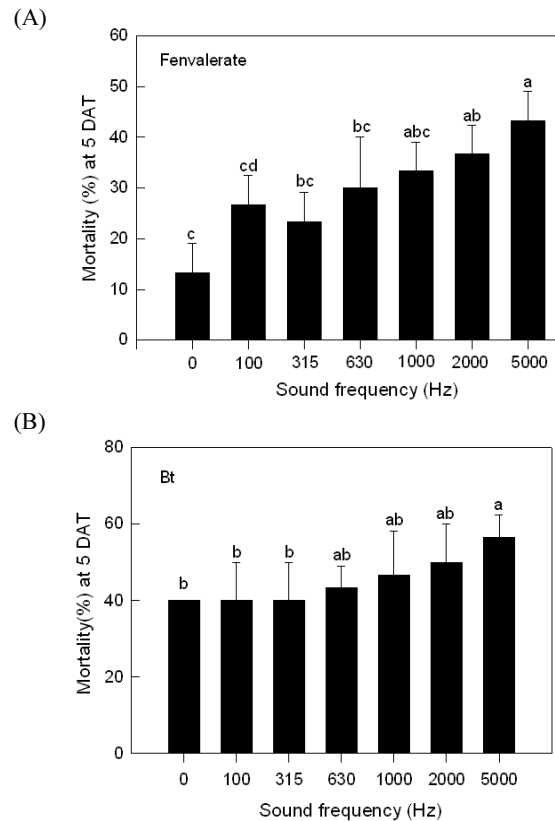 (A)
60
50
40
30
20
10
0
Mortality (%) at 5 DAT
Fenvalerate
c
cd
bc
bc
abc
ab
a
0 100 315 630 1000 2000 5000
Sound frequency (Hz)
(B)
80
60
40
20
0
Mortality(%) at 5 DAT
Bt
b
b
b
ab
ab
ab
a
0 100 315 630 1000 2000 5000
Sound frequency (Hz)